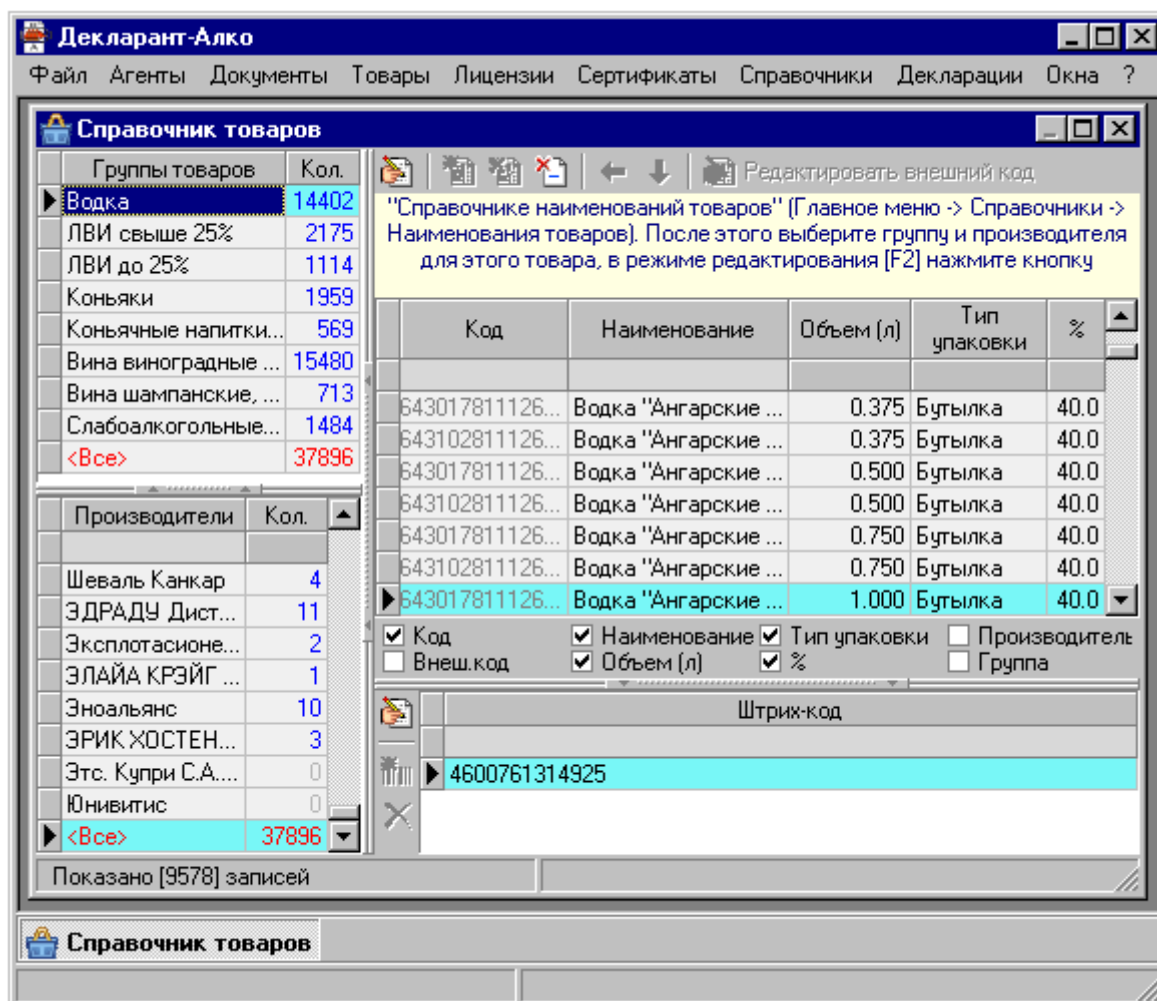 Декларант-Алко
Файл Агенты Документы Товары Лицензии Сертификаты Справочники Декларации Окна ?
Справочник товаров
Группы товаров Кол.
Водка 14402
ЛВИ свыше 25% 2175
ЛВИ до 25% 1114
Коньяки 1959
Коньячные напитки... 569
Вина виноградные ... 15480
Вина шампанские, ... 713
Слабоалкогольные... 1484
<Все> 37896
Производители Кол.
Шеваль Канкар 4
ЭДРАДУ Дист... 11
Эксплотасионе... 2
ЭЛАЙА КРЭЙГ ... 1
Эноальянс 10
ЭРИК ХОСТЕН... 3
Этс. Купри С.А.... 0
Юнивитис 0
<Все> 37896
Редактировать внешний код
"Справочнике наименований товаров" (Главное меню -> Справочники ->
Наименования товаров). После этого выберите группу и производителя
для этого товара, в режиме редактирования [F2] нажмите кнопку
Код Наименование Объем (л) Тип упаковки %
643017811126... Водка "Ангарские ... 0.375 Бутылка 40.0
643102811126... Водка "Ангарские ... 0.375 Бутылка 40.0
643017811126... Водка "Ангарские ... 0.500 Бутылка 40.0
643102811126... Водка "Ангарские ... 0.500 Бутылка 40.0
643017811126... Водка "Ангарские ... 0.750 Бутылка 40.0
643102811126... Водка "Ангарские ... 0.750 Бутылка 40.0
643017811126... Водка "Ангарские ... 1.000 Бутылка 40.0
Код Наименование Тип упаковки Производитель
Внеш.код Объем (л) % Группа
Штрих-код
4600761314925
Показано [9578] записей
Справочник товаров